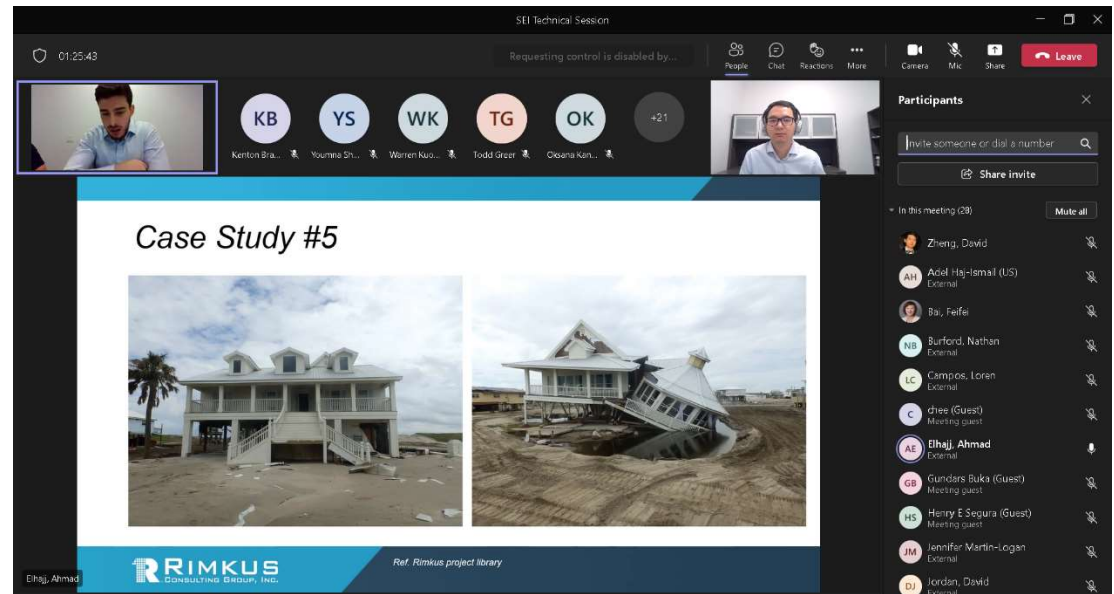 SEI Technical Session
01:25:43
Requesting control is disabled by...
People
Chat
Reactions
More
Camera
Mic
Share
Leave
KB
YS
WK
TG
OK
+21
Kenton Bra...
Youmna Sh...
Warren Kuo...
Todd Greer
Oksana Kan...
Case Study #5
RIMKUS
CONSULTING GROUP, INC.
Ref. Rimkus project library
Elhajj, Ahmad
Participants
Invite someone or dial a number
Share invite
In this meeting (28)
Mute all
Zheng, David
AH
Adel Haj-Ismail (US)
External
Bai, Feifei
NB
Burford, Nathan
External
LC
Campos, Loren
External
C
chee (Guest)
Meeting guest
AE
Elhajj, Ahmad
External
GB
Gundars Buka (Guest)
Meeting guest
HS
Henry E Segura (Guest)
Meeting guest
JM
Jennifer Martin-Logan
External
DJ
Jordan, David
External